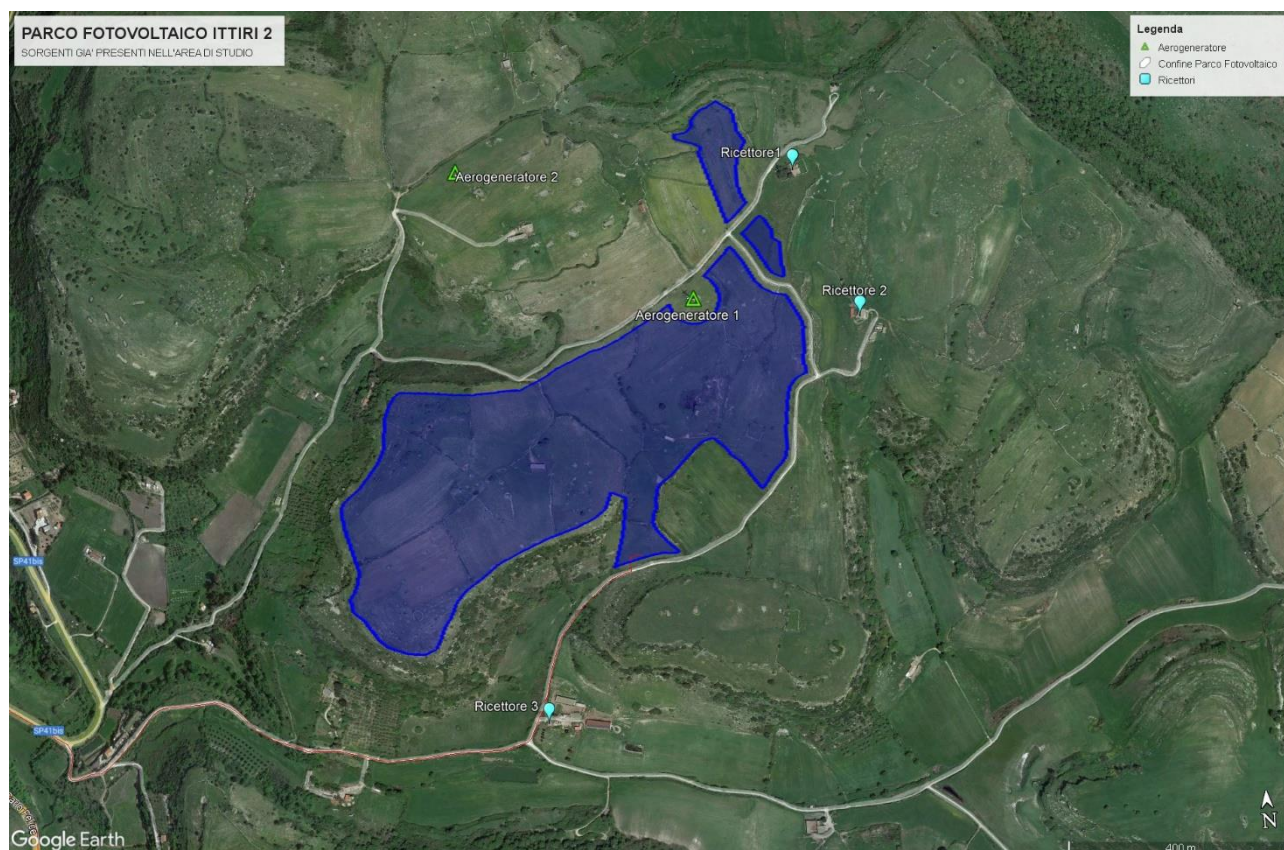 PARCO FOTOVOLTAICO ITTIRI 2
SORGENTI GIA' PRESENTI NELL'AREA DI STUDIO
Legenda
Aerogeneratore
Confine Parco Fotovoltaico
Ricettori
Ricettore1
Aerogeneratore 2
Ricettore 2
Aerogeneratore 1
SP41bis
Ricettore 3
SP41bis
Google Earth
N
400 m